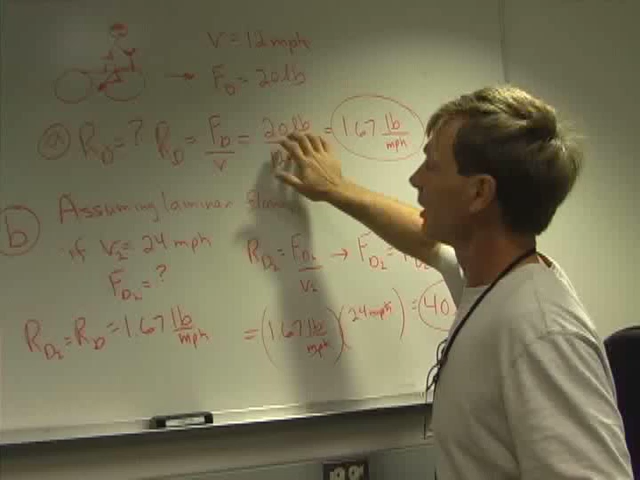 V = 12 mph
→ F_D = 20 lb
ⓐ R_D = ? R_D = F_D/V = 20 lb/ = 1.67 lb/mph
ⓑ Assuming laminar
if V_2 = 24 mph
F_D2 = ?
R_D2 = F_D2/V_2 → F_D2 =
R_D2 = R_D = 1.67 lb/mph
= (1.67 lb/mph)(24 mph) = 40